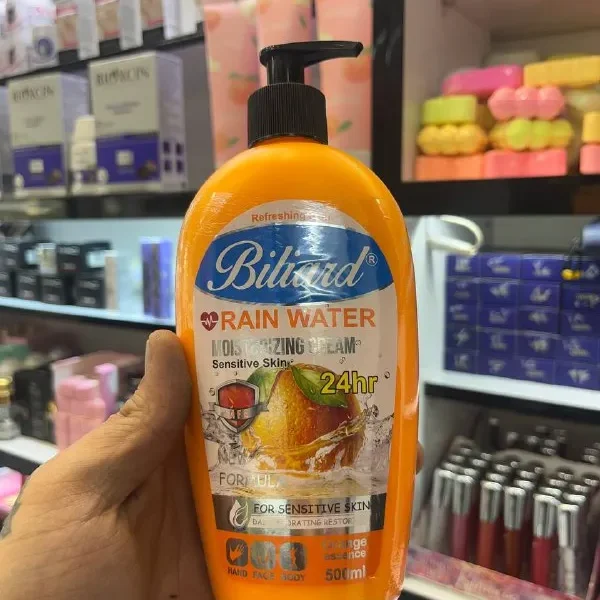 Refreshing
Biliard®
RAIN WATER
MOISTURIZING CREAM
Sensitive Skin
24hr
NEW
FORMULA
FOR SENSITIVE SKIN
HAND FACE BODY
orange
essence
500ml